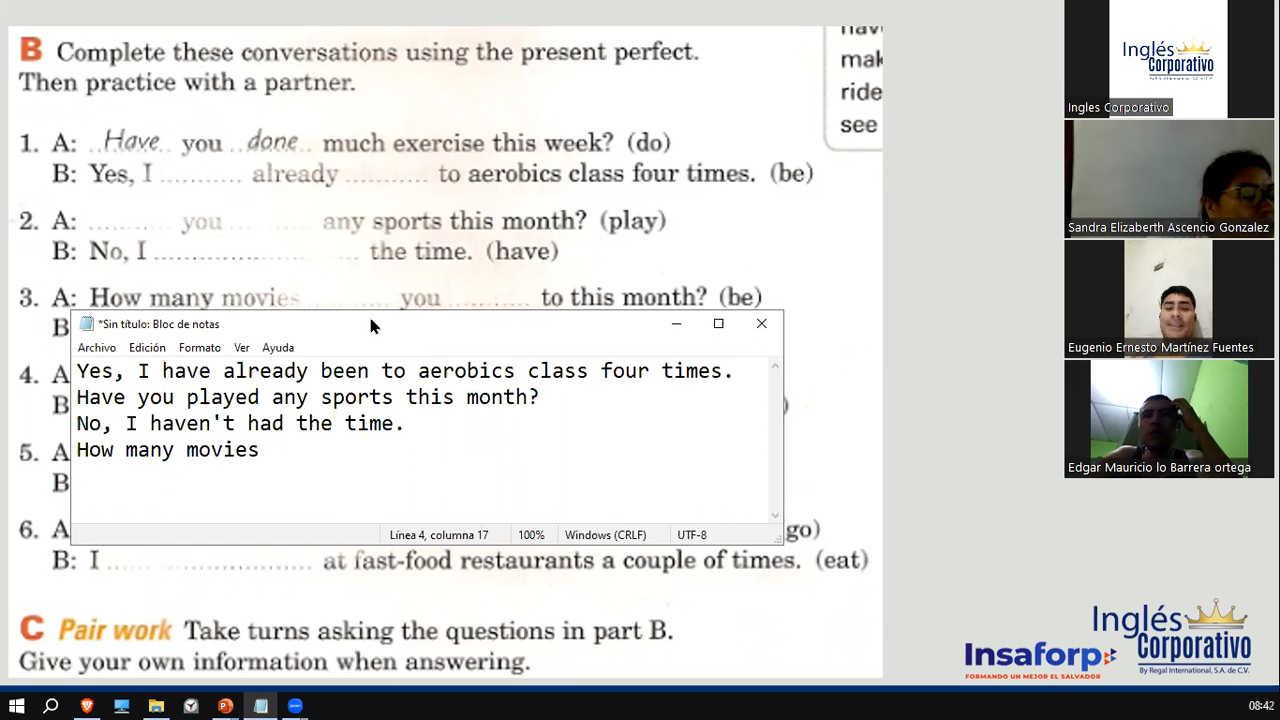 B Complete these conversations using the present perfect.
Then practice with a partner.
1. A: Have you done much exercise this week? (do)
B: Yes, I .......... already .......... to aerobics class four times. (be)
2. A: .......... you .......... any sports this month? (play)
B: No, I .......................... the time. (have)
3. A: How many movies .......... you .......... to this month? (be)
B
4. A
B
5. A
B
6. A go)
B: I .......................... at fast-food restaurants a couple of times. (eat)
C Pair work Take turns asking the questions in part B.
Give your own information when answering.
mak
ride
see
*Sin título: Bloc de notas
Archivo Edición Formato Ver Ayuda
Yes, I have already been to aerobics class four times.
Have you played any sports this month?
No, I haven't had the time.
How many movies
Línea 4, columna 17 100% Windows (CRLF) UTF-8
Inglés
Corporativo
Ingles Corporativo
Sandra Elizaberth Ascencio Gonzalez
Eugenio Ernesto Martínez Fuentes
Edgar Mauricio lo Barrera ortega
Insaforp
FORMANDO UN MEJOR EL SALVADOR
Inglés
Corporativo
By Regal International, S.A. de C.V.
08:42